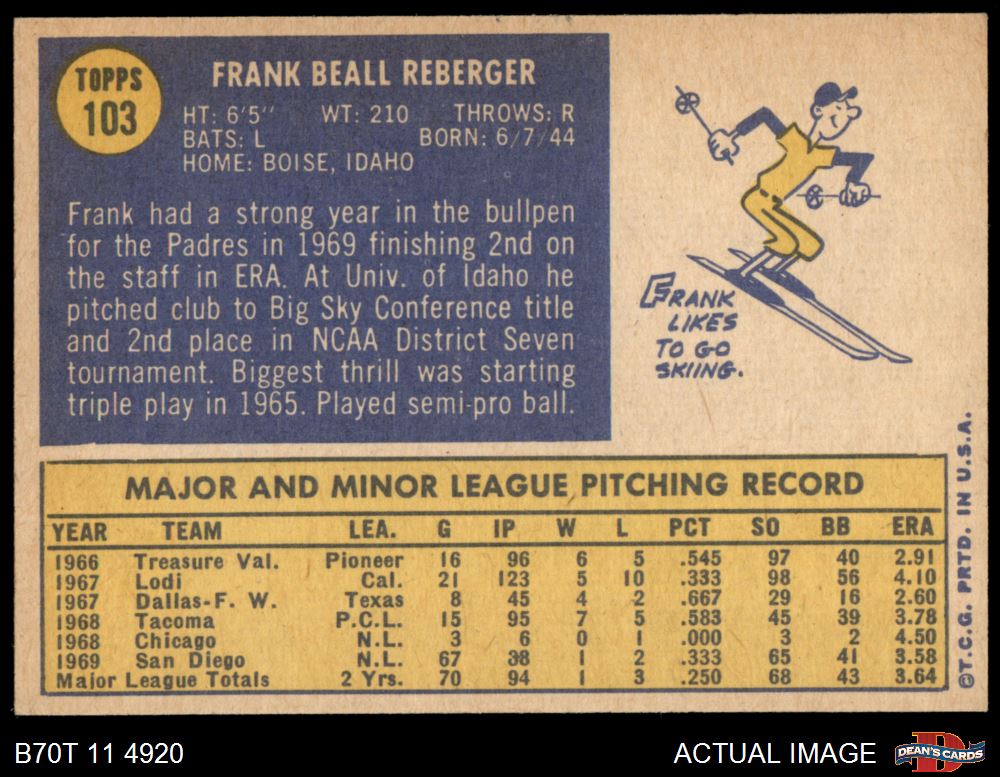 TOPPS
103
FRANK BEALL REBERGER
HT: 6'5" WT: 210 THROWS: R
BATS: L BORN: 6/7/44
HOME: BOISE, IDAHO
Frank had a strong year in the bullpen
for the Padres in 1969 finishing 2nd on
the staff in ERA. At Univ. of Idaho he
pitched club to Big Sky Conference title
and 2nd place in NCAA District Seven
tournament. Biggest thrill was starting
triple play in 1965. Played semi-pro ball.
FRANK
LIKES
TO GO
SKIING.
MAJOR AND MINOR LEAGUE PITCHING RECORD
YEAR TEAM LEA. G IP W L PCT SO BB ERA
1966 Treasure Val. Pioneer 16 96 6 5 .545 97 40 2.91
1967 Lodi Cal. 21 123 5 10 .333 98 56 4.10
1967 Dallas-F. W. Texas 8 45 4 2 .667 29 16 2.60
1968 Tacoma P.C.L. 15 95 7 5 .583 45 39 3.78
1968 Chicago N.L. 3 6 0 1 .000 3 2 4.50
1969 San Diego N.L. 67 88 1 2 .333 65 41 3.58
Major League Totals 2 Yrs. 70 94 1 3 .250 68 43 3.64
©T.C.G. PRTD. IN U.S.A.
B70T 11 4920
ACTUAL IMAGE
DEAN'S CARDS